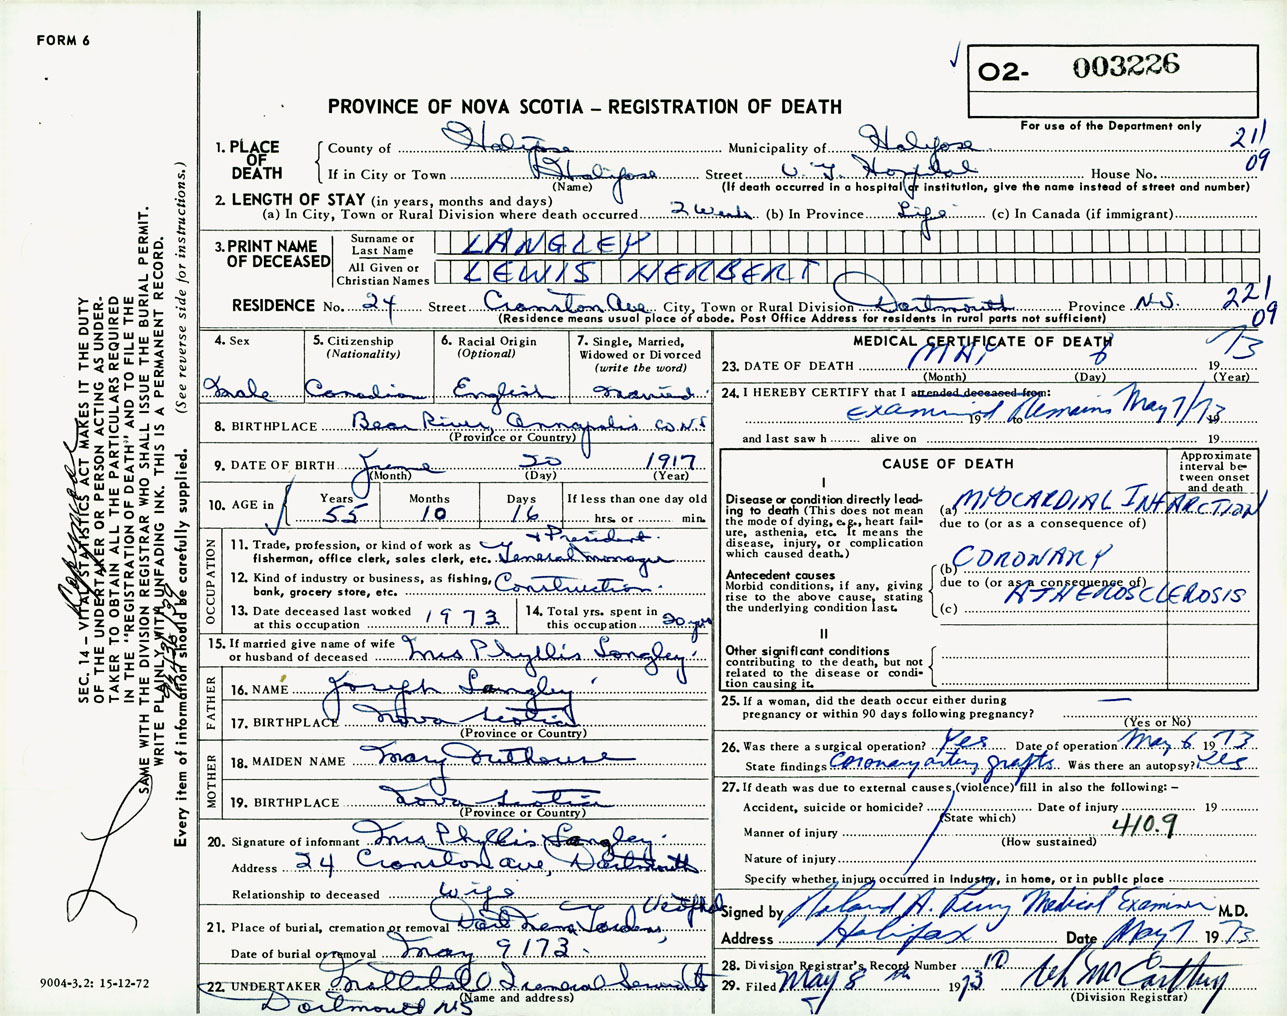 FORM 6
O2- 003226
For use of the Department only
PROVINCE OF NOVA SCOTIA – REGISTRATION OF DEATH
211
09
1. PLACE OF DEATH
County of Halifax Municipality of Halifax
If in City or Town Halifax Street V.G. Hospital House No.
(Name) (If death occurred in a hospital or institution, give the name instead of street and number)
2. LENGTH OF STAY (in years, months and days)
(a) In City, Town or Rural Division where death occurred 2 Weeks (b) In Province Life (c) In Canada (if immigrant)
3. PRINT NAME OF DECEASED
Surname or Last Name LANGLEY
All Given or Christian Names LEWIS HERBERT
RESIDENCE No. 24 Street Cranston Ave City, Town or Rural Division Dartmouth Province N.S.
221
09
(Residence means usual place of abode. Post Office Address for residents in rural parts not sufficient)
4. Sex
Male
5. Citizenship (Nationality)
Canadian
6. Racial Origin (Optional)
English
7. Single, Married, Widowed or Divorced (write the word)
Married
8. BIRTHPLACE Bear River, Annapolis Co. N.S
(Province or Country)
9. DATE OF BIRTH June 20 1917
(Month) (Day) (Year)
10. AGE in Years 55 Months 10 Days 16
If less than one day old
hrs. or min.
OCCUPATION
11. Trade, profession, or kind of work as fisherman, office clerk, sales clerk, etc. + President General Manager
12. Kind of industry or business, as fishing, bank, grocery store, etc. Construction
13. Date deceased last worked at this occupation 1973
14. Total yrs. spent in this occupation 20 yrs
15. If married give name of wife or husband of deceased Mrs Phyllis Langley
FATHER
16. NAME Joseph Langley
17. BIRTHPLACE Nova Scotia
(Province or Country)
MOTHER
18. MAIDEN NAME Mary Outhouse
19. BIRTHPLACE Nova Scotia
(Province or Country)
20. Signature of informant Mrs Phyllis Langley
Address 24 Cranston Ave, Dartmouth
Relationship to deceased Wife
21. Place of burial, cremation or removal Dart Mem Gardens,
Date of burial or removal May 9 1973
22. UNDERTAKER Mattatall Funeral Service
(Name and address)
Dartmouth NS
MEDICAL CERTIFICATE OF DEATH
23. DATE OF DEATH MAY 6 1973
(Month) (Day) (Year)
24. I HEREBY CERTIFY that I attended deceased from:
Examined Remains May 7/73
19 to 19
and last saw h alive on 19
CAUSE OF DEATH
Approximate interval between onset and death
I
Disease or condition directly leading to death (This does not mean the mode of dying, e.g., heart failure, asthenia, etc. It means the disease, injury, or complication which caused death.)
(a) MYOCARDIAL INFARCTION
due to (or as a consequence of)
Antecedent causes
Morbid conditions, if any, giving rise to the above cause, stating the underlying condition last.
(b) CORONARY
due to (or as a consequence of)
ATHEROSCLEROSIS
(c)
II
Other significant conditions
contributing to the death, but not related to the disease or condition causing it.
25. If a woman, did the death occur either during pregnancy or within 90 days following pregnancy? —
(Yes or No)
26. Was there a surgical operation? Yes Date of operation May 6 1973
State findings Coronary artery grafts Was there an autopsy? Yes
27. If death was due to external causes (violence) fill in also the following: –
Accident, suicide or homicide? Date of injury 19
(State which)
410.9
Manner of injury
(How sustained)
Nature of injury
Specify whether injury occurred in Industry, in home, or in public place
Signed by Roland A. Perry Medical Examiner M.D.
Address Halifax Date May 7 1973
28. Division Registrar's Record Number
29. Filed May 8 th 1973 WH McCarthy
(Division Registrar)
SEC. 14 – VITAL STATISTICS ACT MAKES IT THE DUTY
OF THE UNDERTAKER OR PERSON ACTING AS UNDER-
TAKER TO OBTAIN ALL THE PARTICULARS REQUIRED
IN THE "REGISTRATION OF DEATH" AND TO FILE THE
SAME WITH THE DIVISION REGISTRAR WHO SHALL ISSUE THE BURIAL PERMIT.
WRITE PLAINLY WITH UNFADING INK. THIS IS A PERMANENT RECORD.
Every item of information should be carefully supplied. (See reverse side for instructions.)
9004-3.2: 15-12-72